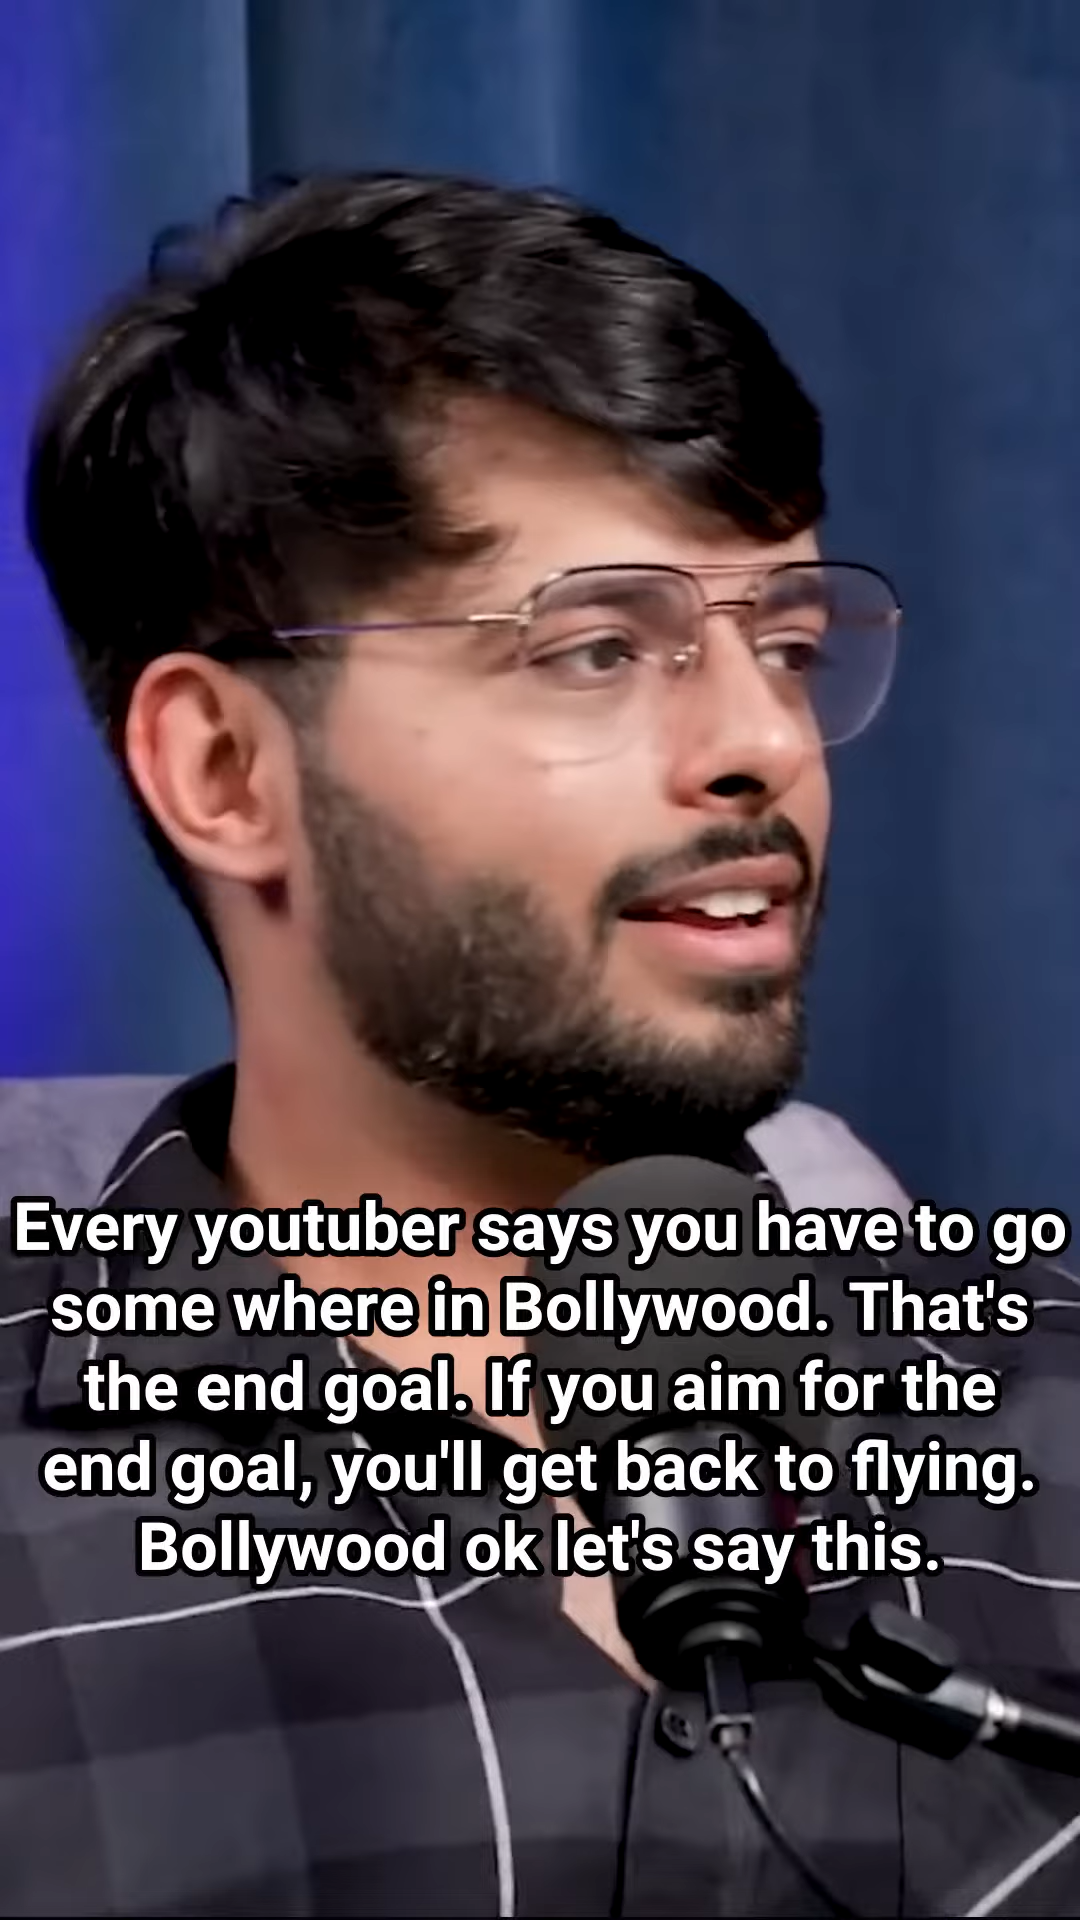 Every youtuber says you have to go
some where in Bollywood. That's
the end goal. If you aim for the
end goal, you'll get back to flying.
Bollywood ok let's say this.